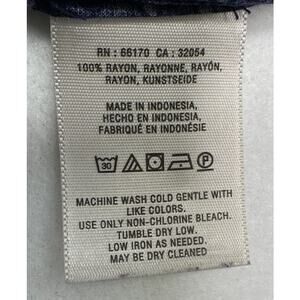 RN : 66170 CA : 32054
100% RAYON, RAYONNE, RAYÓN,
RAYON, KUNSTSEIDE
MADE IN INDONESIA,
HECHO EN INDONESIA,
FABRIQUÉ EN INDONÉSIE
30 P
MACHINE WASH COLD GENTLE WITH
LIKE COLORS.
USE ONLY NON-CHLORINE BLEACH.
TUMBLE DRY LOW.
LOW IRON AS NEEDED.
MAY BE DRY CLEANED